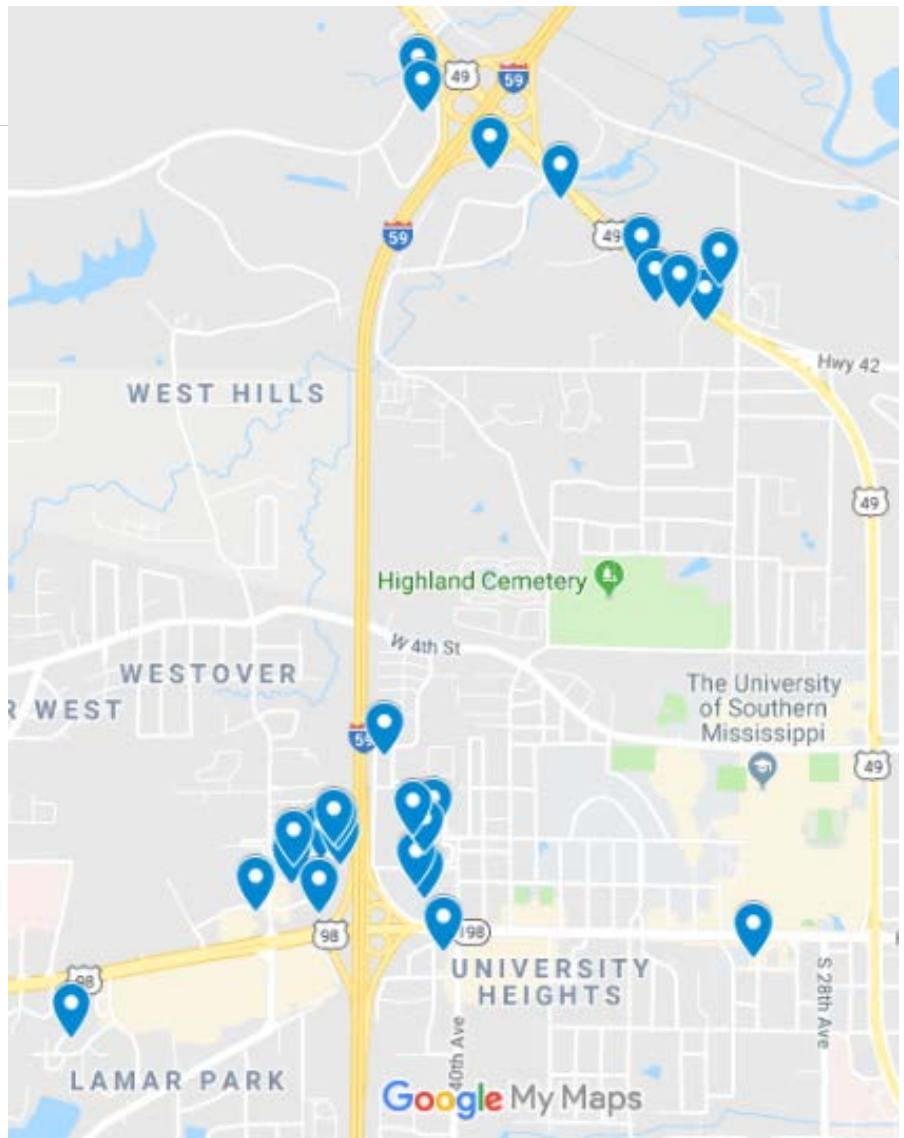 49
59
59
49
Hwy 42
WEST HILLS
49
Highland Cemetery
W 4th St
WESTOVER
R WEST
The University
of Southern
Mississippi
59
49
98
198
H
UNIVERSITY
HEIGHTS
98
S 28th Ave
40th Ave
LAMAR PARK
Google My Maps